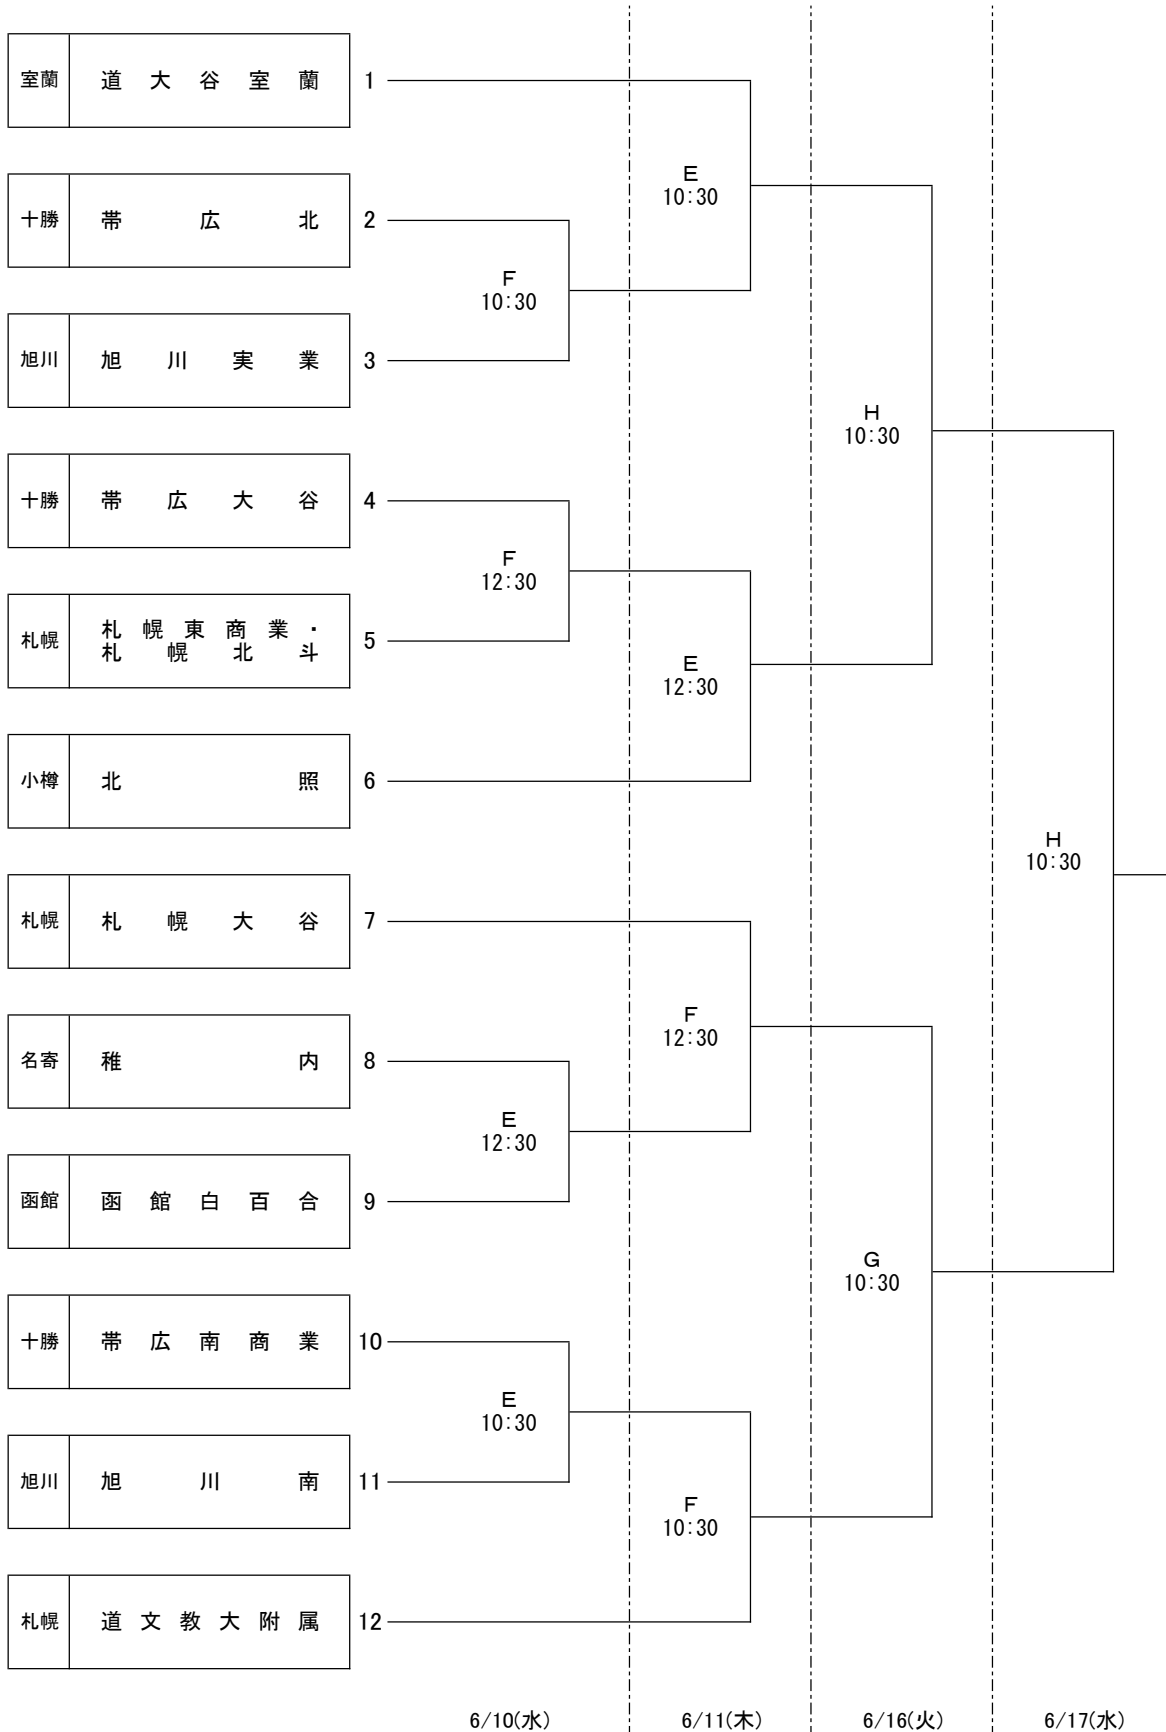 室蘭 道大谷室蘭 1
E
10:30
十勝 帯広北 2
F
10:30
旭川 旭川実業 3
H
10:30
十勝 帯広大谷 4
F
12:30
札幌 札幌東商業・
札幌北斗 5
E
12:30
小樽 北照 6
H
10:30
札幌 札幌大谷 7
F
12:30
名寄 稚内 8
E
12:30
函館 函館白百合 9
G
10:30
十勝 帯広南商業 10
E
10:30
旭川 旭川南 11
F
10:30
札幌 道文教大附属 12
6/10(水) 6/11(木) 6/16(火) 6/17(水)